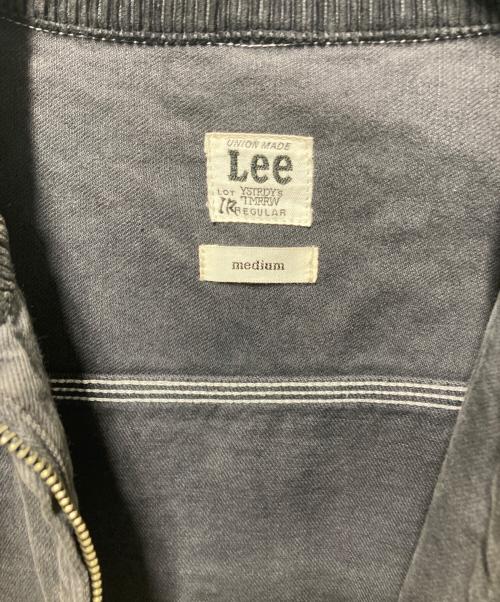 UNION MADE
Lee
LOT YSTRDY's
TMRRW
REGULAR
medium